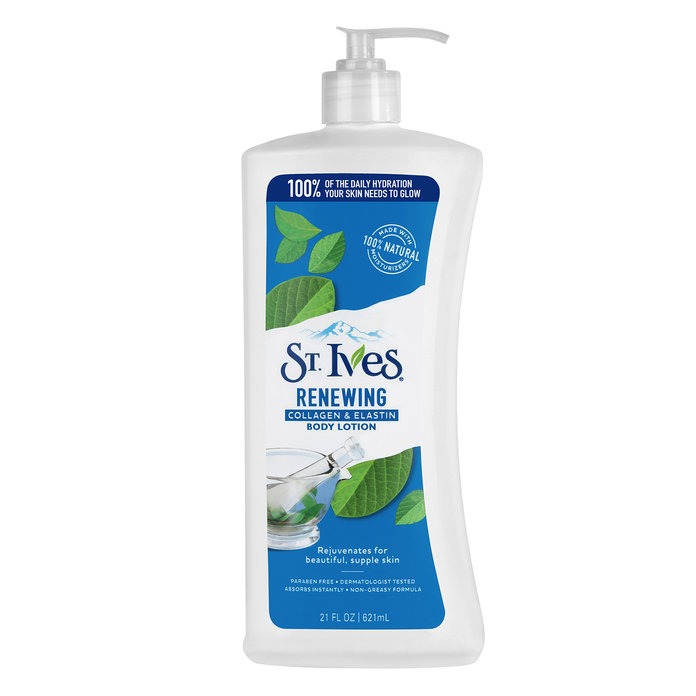 100% OF THE DAILY HYDRATION
YOUR SKIN NEEDS TO GLOW
MADE WITH
100% NATURAL
MOISTURIZERS
ST. IVES®
RENEWING
COLLAGEN & ELASTIN
BODY LOTION
Rejuvenates for
beautiful, supple skin
PARABEN FREE • DERMATOLOGIST TESTED
ABSORBS INSTANTLY • NON-GREASY FORMULA
21 FL OZ | 621mL